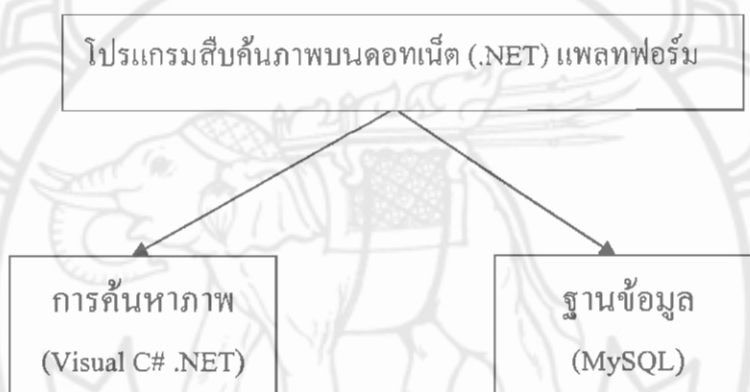 โปรแกรมสืบค้นภาพบนดอทเน็ต (.NET) แพลทฟอร์ม
การค้นหาภาพ
(Visual C# .NET)
ฐานข้อมูล
(MySQL)